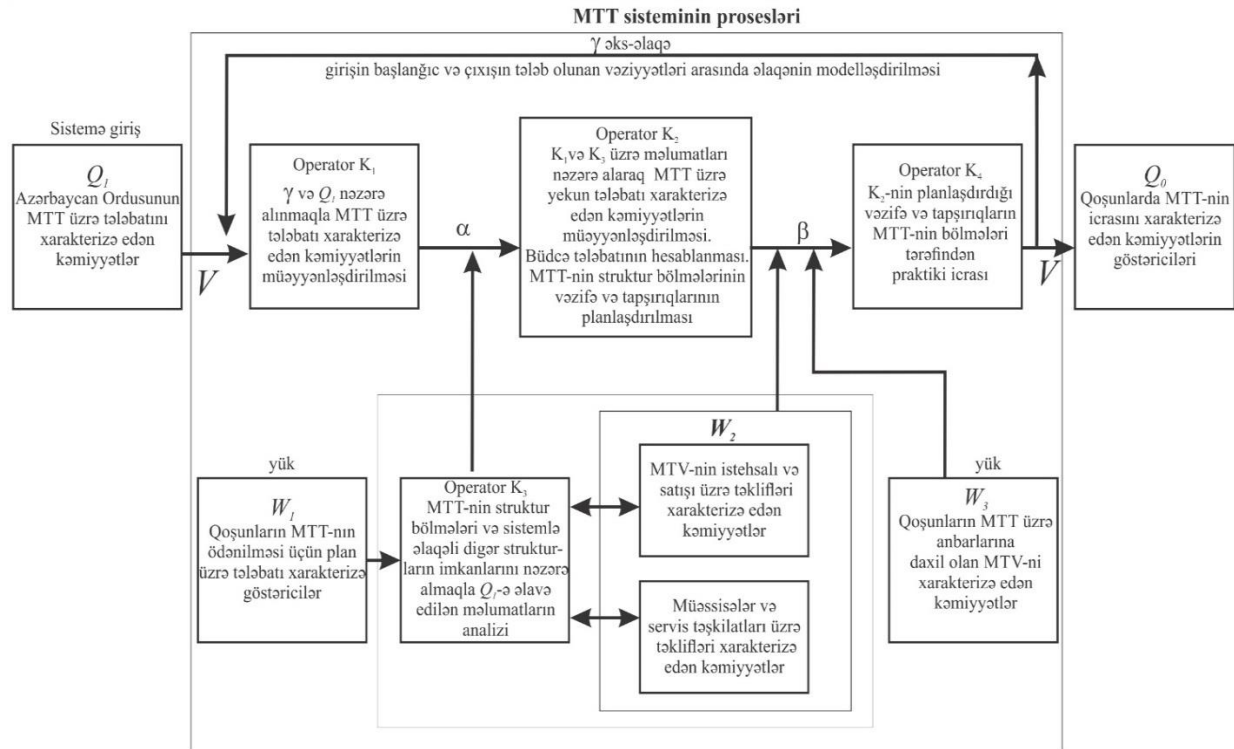 MTT sisteminin prosesləri
γ əks-əlaqə
girişin başlanğıc və çıxışın tələb olunan vəziyyətləri arasında əlaqənin modelləşdirilməsi
Sistemə giriş
Q₁
Azərbaycan Ordusunun
MTT üzrə tələbatını
xarakterizə edən
kəmiyyətlər
V
Operator K₁
γ və Q₁ nəzərə
alınmaqla MTT üzrə
tələbatı xarakterizə
edən kəmiyyətlərin
müəyyənləşdirilməsi
α
Operator K₂
K₁və K₃ üzrə məlumatları
nəzərə alaraq MTT üzrə
yekun tələbatı xarakterizə
edən kəmiyyətlərin
müəyyənləşdirilməsi.
Büdcə tələbatının hesablanması.
MTT-nin struktur bölmələrinin
vəzifə və tapşırıqlarının
planlaşdırılması
β
Operator K₄
K₂-nin planlaşdırdığı
vəzifə və tapşırıqların
MTT-nin bölmələri
tərəfindən
praktiki icrası
V
Q₀
Qoşunlarda MTT-nin
icrasını xarakterizə
edən kəmiyyətlərin
göstəriciləri
yük
W₁
Qoşunların MTT-nın
ödənilməsi üçün plan
üzrə tələbatı xarakterizə
göstəricilər
Operator K₃
MTT-nin struktur
bölmələri və sistemlə
əlaqəli digər struktur-
ların imkanlarını nəzərə
almaqla Q₁-ə əlavə
edilən məlumatların
analizi
W₂
MTV-nin istehsalı və
satışı üzrə təklifləri
xarakterizə edən
kəmiyyətlər
Müəssisələr və
servis təşkilatları üzrə
təklifləri xarakterizə
edən kəmiyyətlər
yük
W₃
Qoşunların MTT üzrə
anbarlarına
daxil olan MTV-ni
xarakterizə edən
kəmiyyətlər